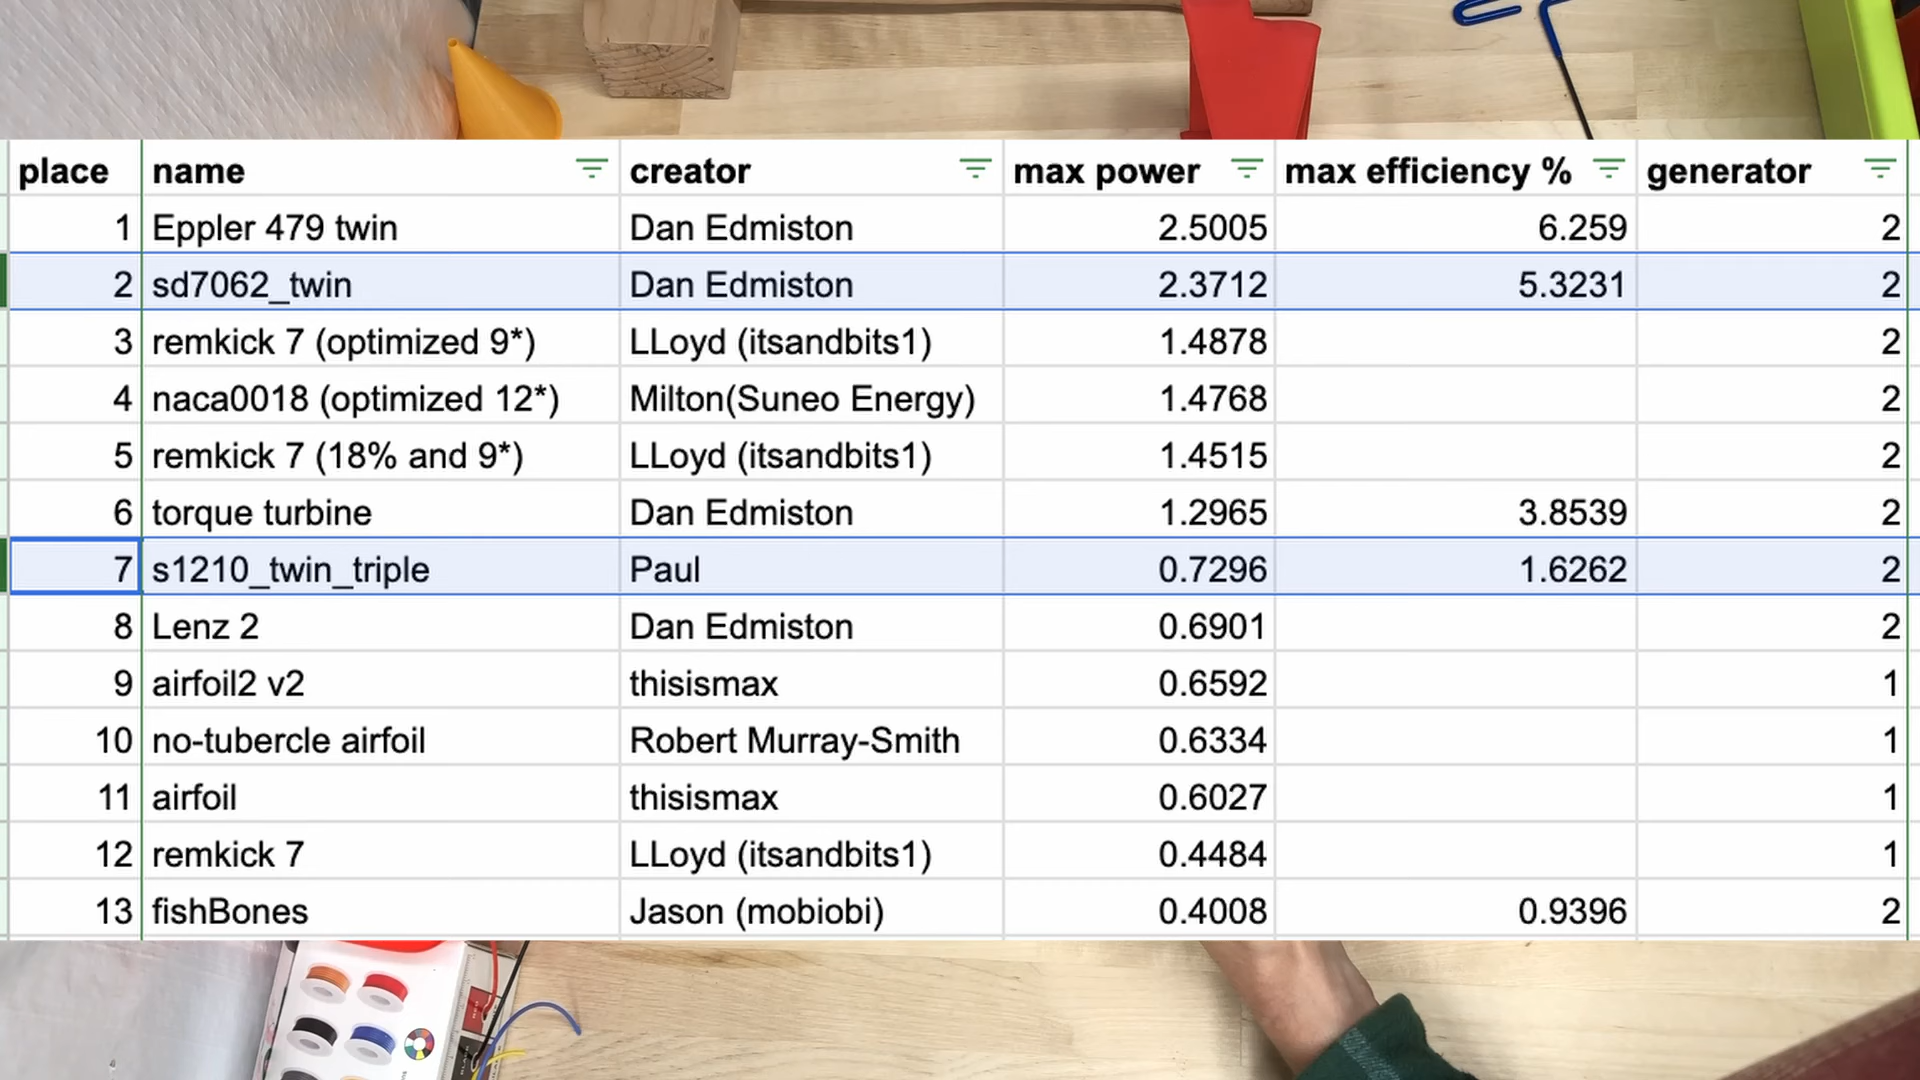 place name creator max power max efficiency % generator
1 Eppler 479 twin Dan Edmiston 2.5005 6.259 2
2 sd7062_twin Dan Edmiston 2.3712 5.3231 2
3 remkick 7 (optimized 9*) LLoyd (itsandbits1) 1.4878 2
4 naca0018 (optimized 12*) Milton(Suneo Energy) 1.4768 2
5 remkick 7 (18% and 9*) LLoyd (itsandbits1) 1.4515 2
6 torque turbine Dan Edmiston 1.2965 3.8539 2
7 s1210_twin_triple Paul 0.7296 1.6262 2
8 Lenz 2 Dan Edmiston 0.6901 2
9 airfoil2 v2 thisismax 0.6592 1
10 no-tubercle airfoil Robert Murray-Smith 0.6334 1
11 airfoil thisismax 0.6027 1
12 remkick 7 LLoyd (itsandbits1) 0.4484 1
13 fishBones Jason (mobiobi) 0.4008 0.9396 2